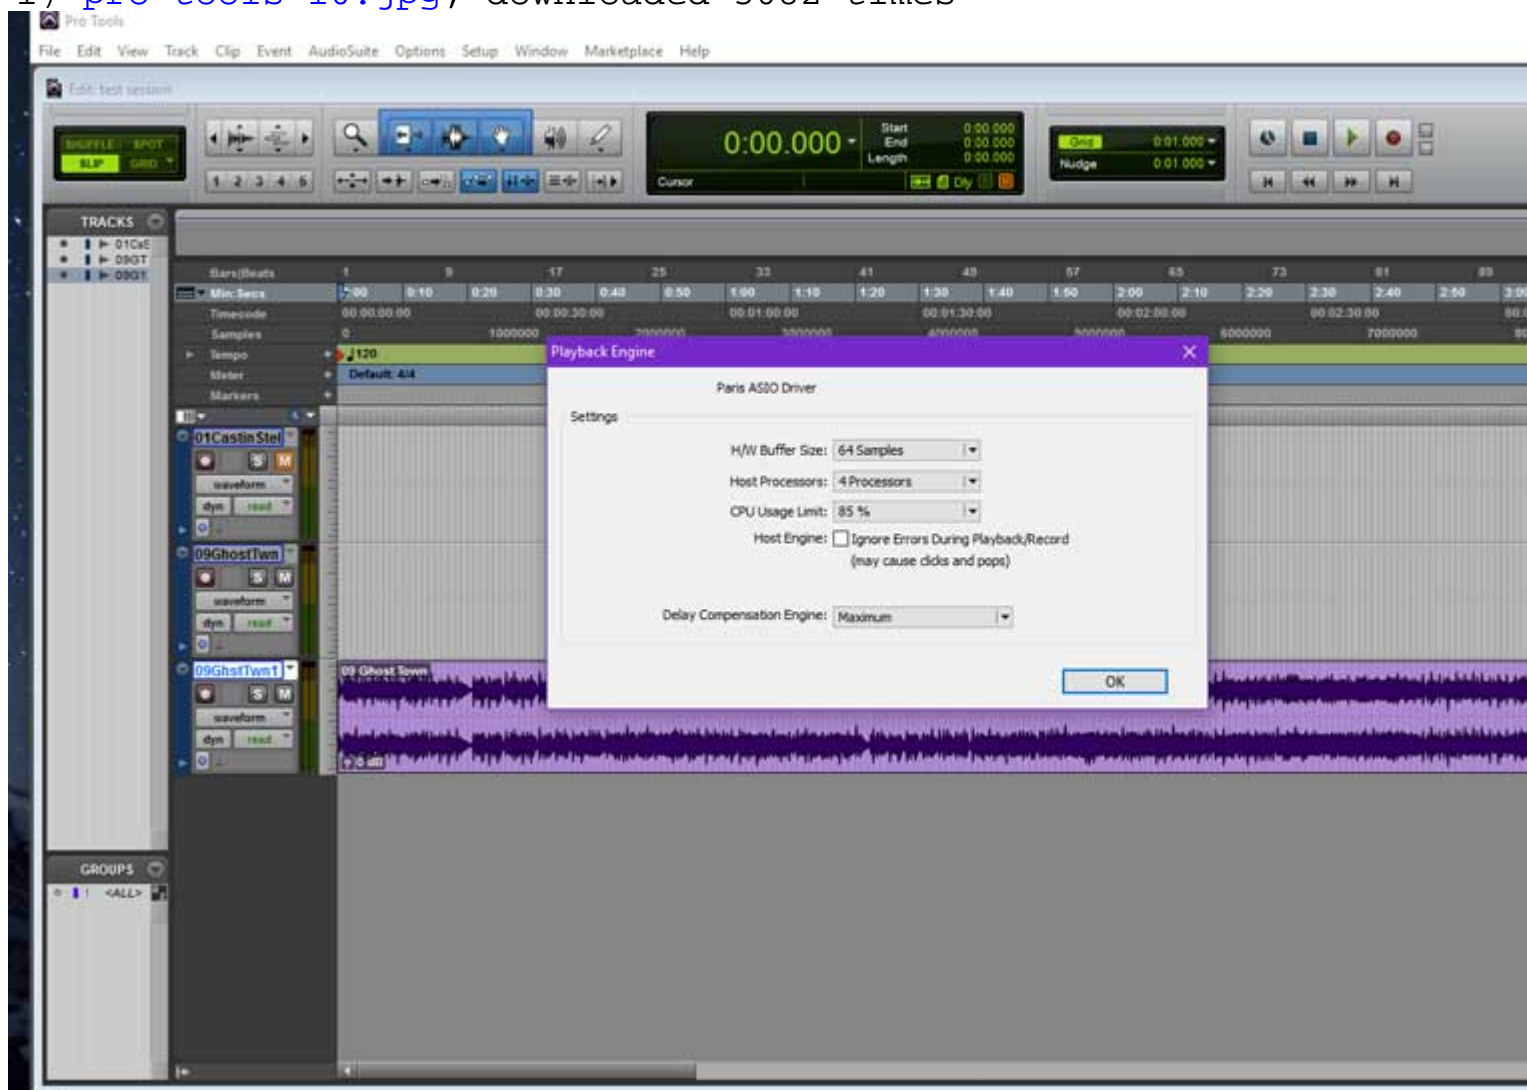 1) pro tools 10.jpg, downloaded 5082 times
Pro Tools
File Edit View Track Clip Event AudioSuite Options Setup Window Marketplace Help
Edit: test session
SHUFFLE SPOT
SLIP GRID
1 2 3 4 5
0:00.000
Start 0:00.000
End 0:00.000
Length 0:00.000
Cursor
Dly
Grid 0:01.000
Nudge 0:01.000
TRACKS
01CsS
09GT
09GT
Bars|Beats 1 9 17 25 33 41 49 57 65 73 81 89
Min:Secs 0:00 0:10 0:20 0:30 0:40 0:50 1:00 1:10 1:20 1:30 1:40 1:50 2:00 2:10 2:20 2:30 2:40 2:50 3:00
Timecode 00:00:00:00 00:00:30:00 00:01:00:00 00:01:30:00 00:02:00:00 00:02:30:00
Samples 0 1000000 2000000 3000000 4000000 5000000 6000000 7000000
Tempo 120
Meter Default: 4/4
Markers
01CastinStel
S M
waveform
dyn read
09GhostTwn
S M
waveform
dyn read
09GhstTwn1
S M
waveform
dyn read
09 Ghost Town
0 dB
Playback Engine
Paris ASIO Driver
Settings
H/W Buffer Size: 64 Samples
Host Processors: 4 Processors
CPU Usage Limit: 85 %
Host Engine: Ignore Errors During Playback/Record
(may cause clicks and pops)
Delay Compensation Engine: Maximum
OK
GROUPS
! <ALL>